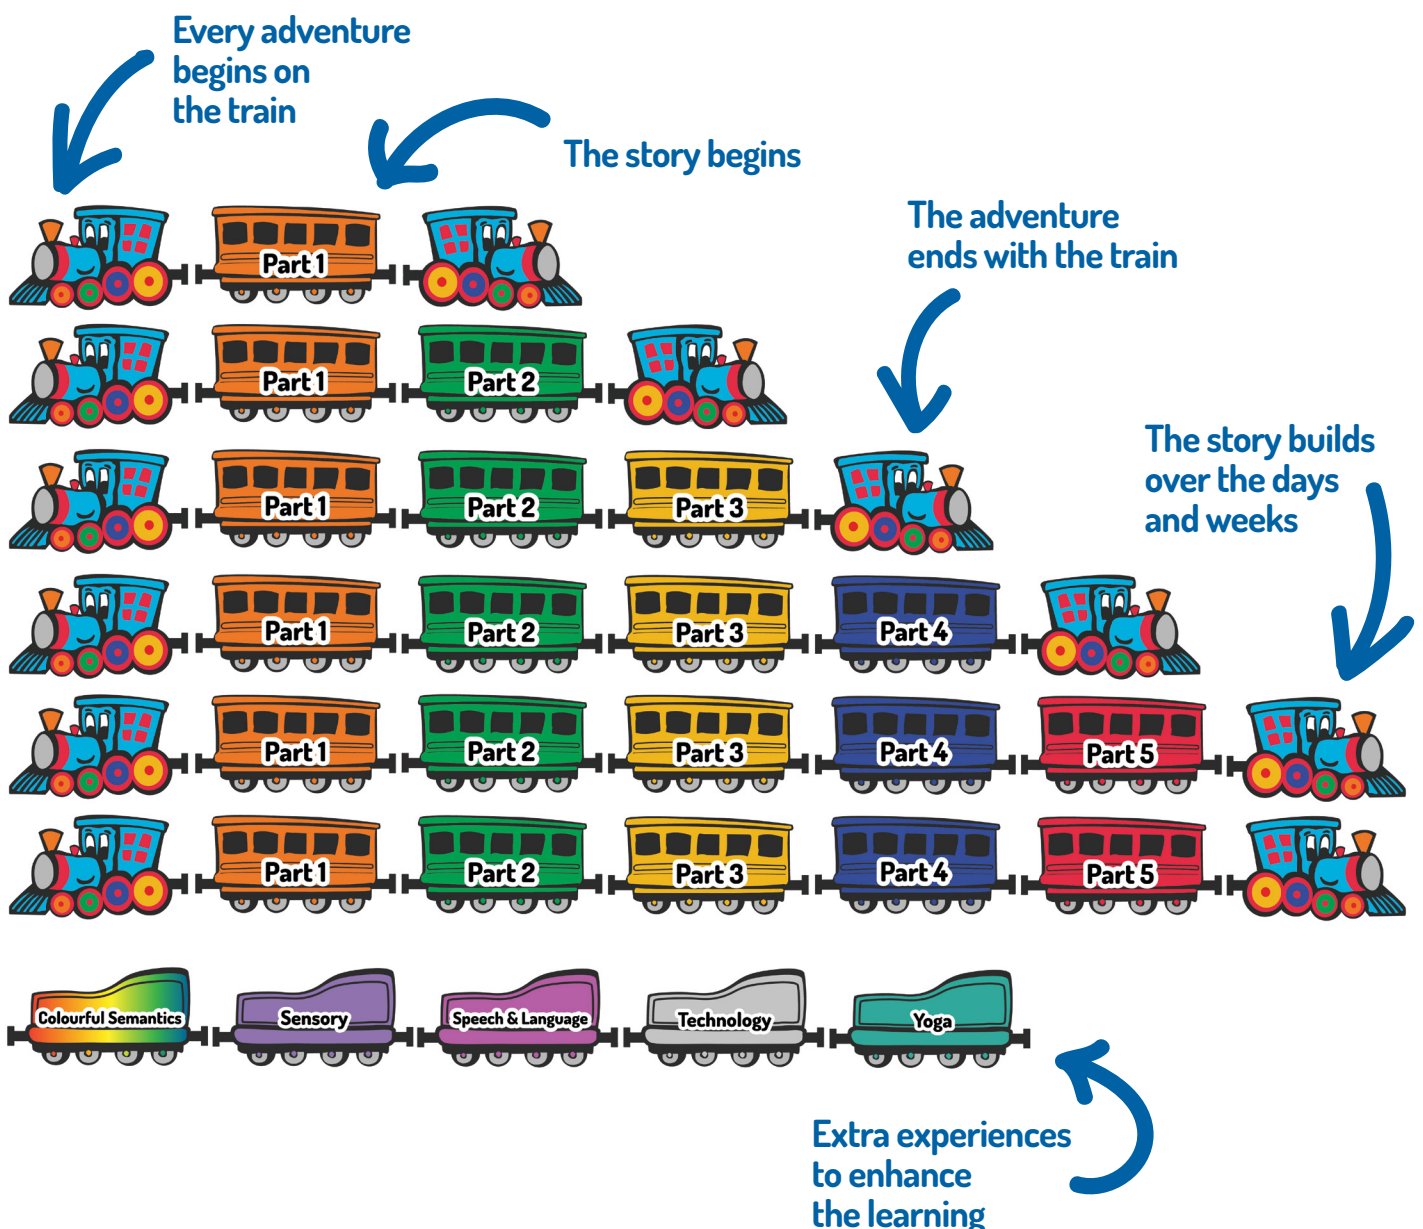 Every adventure
begins on
the train
The story begins
The adventure
ends with the train
The story builds
over the days
and weeks
Part 1
Part 1
Part 2
Part 1
Part 2
Part 3
Part 1
Part 2
Part 3
Part 4
Part 1
Part 2
Part 3
Part 4
Part 5
Part 1
Part 2
Part 3
Part 4
Part 5
Colourful Semantics
Sensory
Speech & Language
Technology
Yoga
Extra experiences
to enhance
the learning